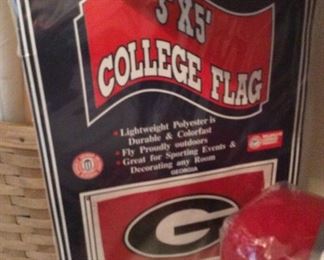 3'X5'
COLLEGE FLAG
• Lightweight Polyester is
Durable & Colorfast
• Fly Proudly outdoors
• Great for Sporting Events &
Decorating any Room
GEORGIA
G